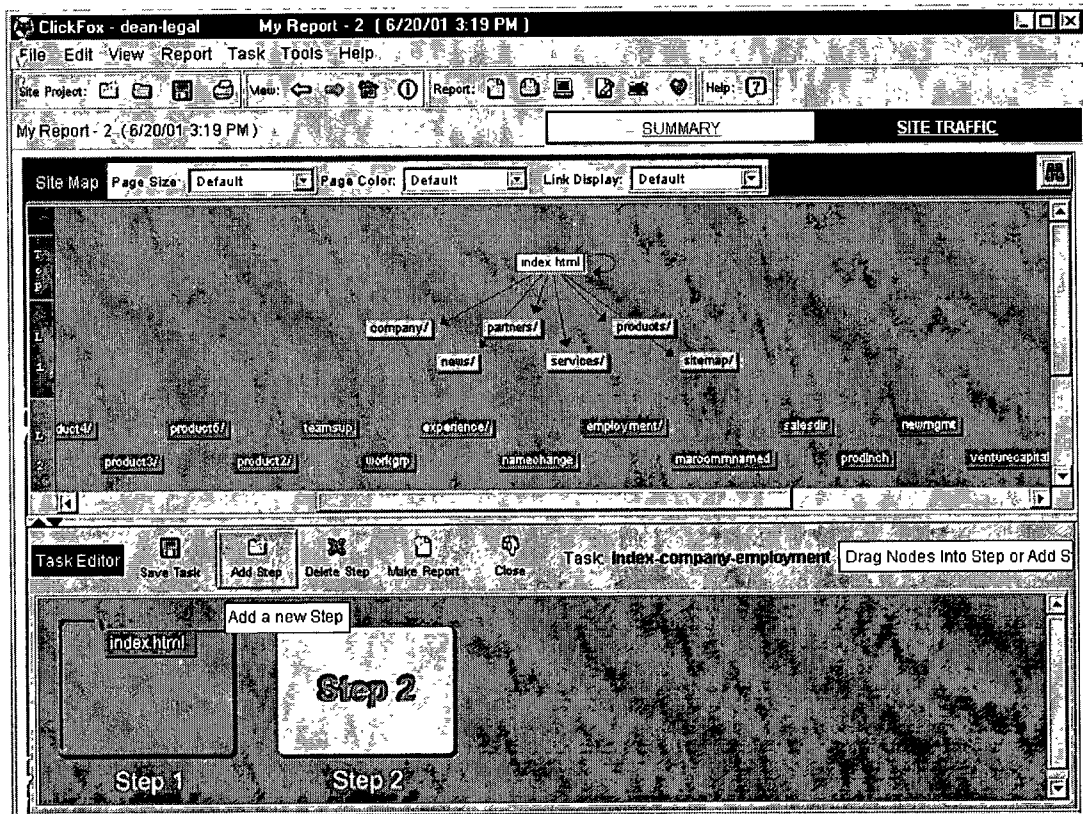 ClickFox - dean-legal My Report - 2 ( 6/20/01 3:19 PM )
File Edit View Report Task Tools Help
Site Project: View: Report: Help:
My Report - 2 ( 6/20/01 3:19 PM ) SUMMARY SITE TRAFFIC
Site Map Page Size: Default Page Color: Default Link Display: Default
index.html
company/ partners/ products/
news/ services/ sitemap/
duct4/ product6/ teamsup experience/ employment/ salesdir newmgmt
product3/ product2/ workgrp namechange maroommnamed prodlnch venturecapital
Task Editor Save Task Add Step Delete Step Make Report Close Task: index-company-employment Drag Nodes Into Step or Add S
Add a new Step
index.html
Step 2
Step 1 Step 2